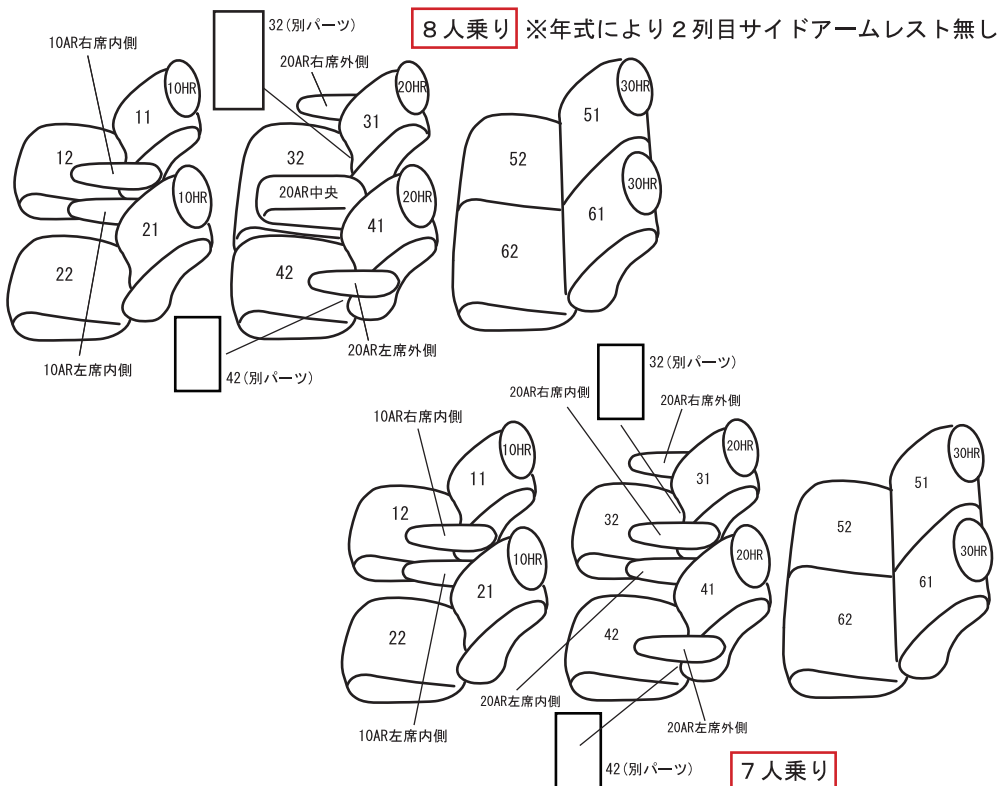 32(別パーツ)
8人乗り ※年式により2列目サイドアームレスト無し
10AR右席内側
20AR右席外側
10HR
20HR
30HR
11
31
51
12
32
52
20AR中央
10HR
20HR
30HR
21
41
61
22
42
62
20AR左席外側
10AR左席内側
42(別パーツ)
32(別パーツ)
20AR右席内側
20AR右席外側
10AR右席内側
10HR
20HR
30HR
11
31
51
12
32
52
10HR
20HR
30HR
21
41
61
22
42
62
20AR左席内側
20AR左席外側
10AR左席内側
42(別パーツ)
7人乗り